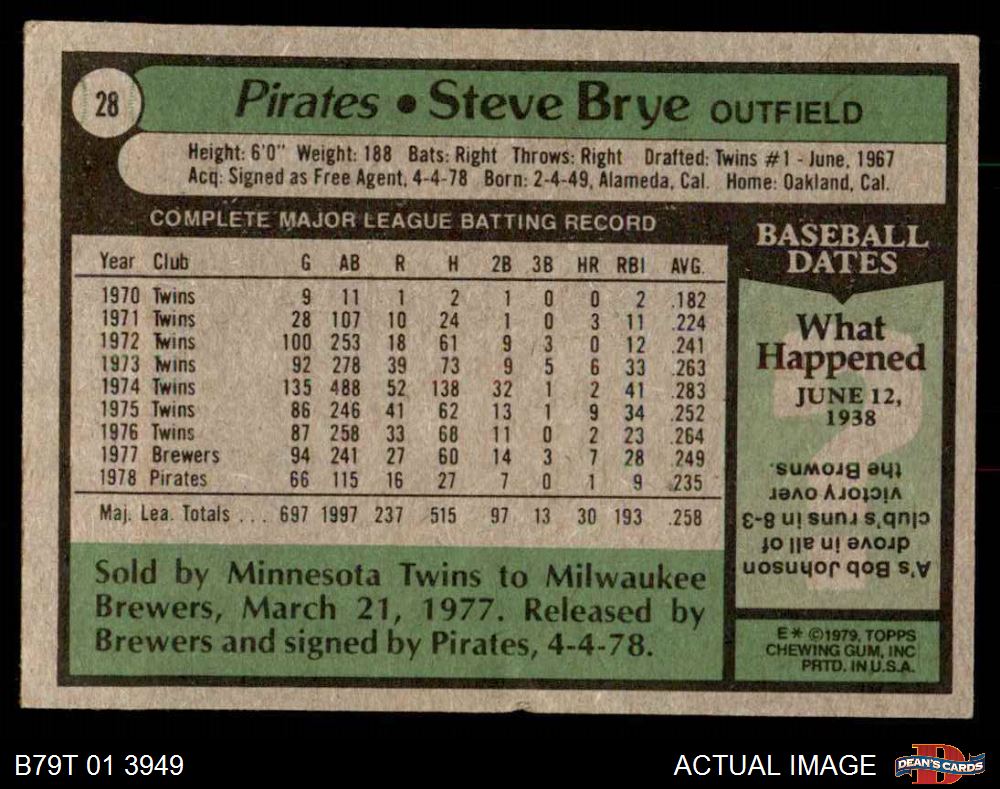 28
Pirates • Steve Brye OUTFIELD
Height: 6'0" Weight: 188 Bats: Right Throws: Right Drafted: Twins #1 - June, 1967
Acq: Signed as Free Agent, 4-4-78 Born: 2-4-49, Alameda, Cal. Home: Oakland, Cal.
COMPLETE MAJOR LEAGUE BATTING RECORD
Year Club G AB R H 2B 3B HR RBI AVG.
1970 Twins 9 11 1 2 1 0 0 2 .182
1971 Twins 28 107 10 24 1 0 3 11 .224
1972 Twins 100 253 18 61 9 3 0 12 .241
1973 Twins 92 278 39 73 9 5 6 33 .263
1974 Twins 135 488 52 138 32 1 2 41 .283
1975 Twins 86 246 41 62 13 1 9 34 .252
1976 Twins 87 258 33 68 11 0 2 23 .264
1977 Brewers 94 241 27 60 14 3 7 28 .249
1978 Pirates 66 115 16 27 7 0 1 9 .235
Maj. Lea. Totals ... 697 1997 237 515 97 13 30 193 .258
Sold by Minnesota Twins to Milwaukee
Brewers, March 21, 1977. Released by
Brewers and signed by Pirates, 4-4-78.
BASEBALL
DATES
What
Happened
JUNE 12,
1938
A's Bob Johnson
drove in all of
club's runs in 8-3
victory over
the Browns.
E* ©1979, TOPPS
CHEWING GUM, INC
PRTD. IN U.S.A.
B79T 01 3949
ACTUAL IMAGE
D
DEAN'S CARDS